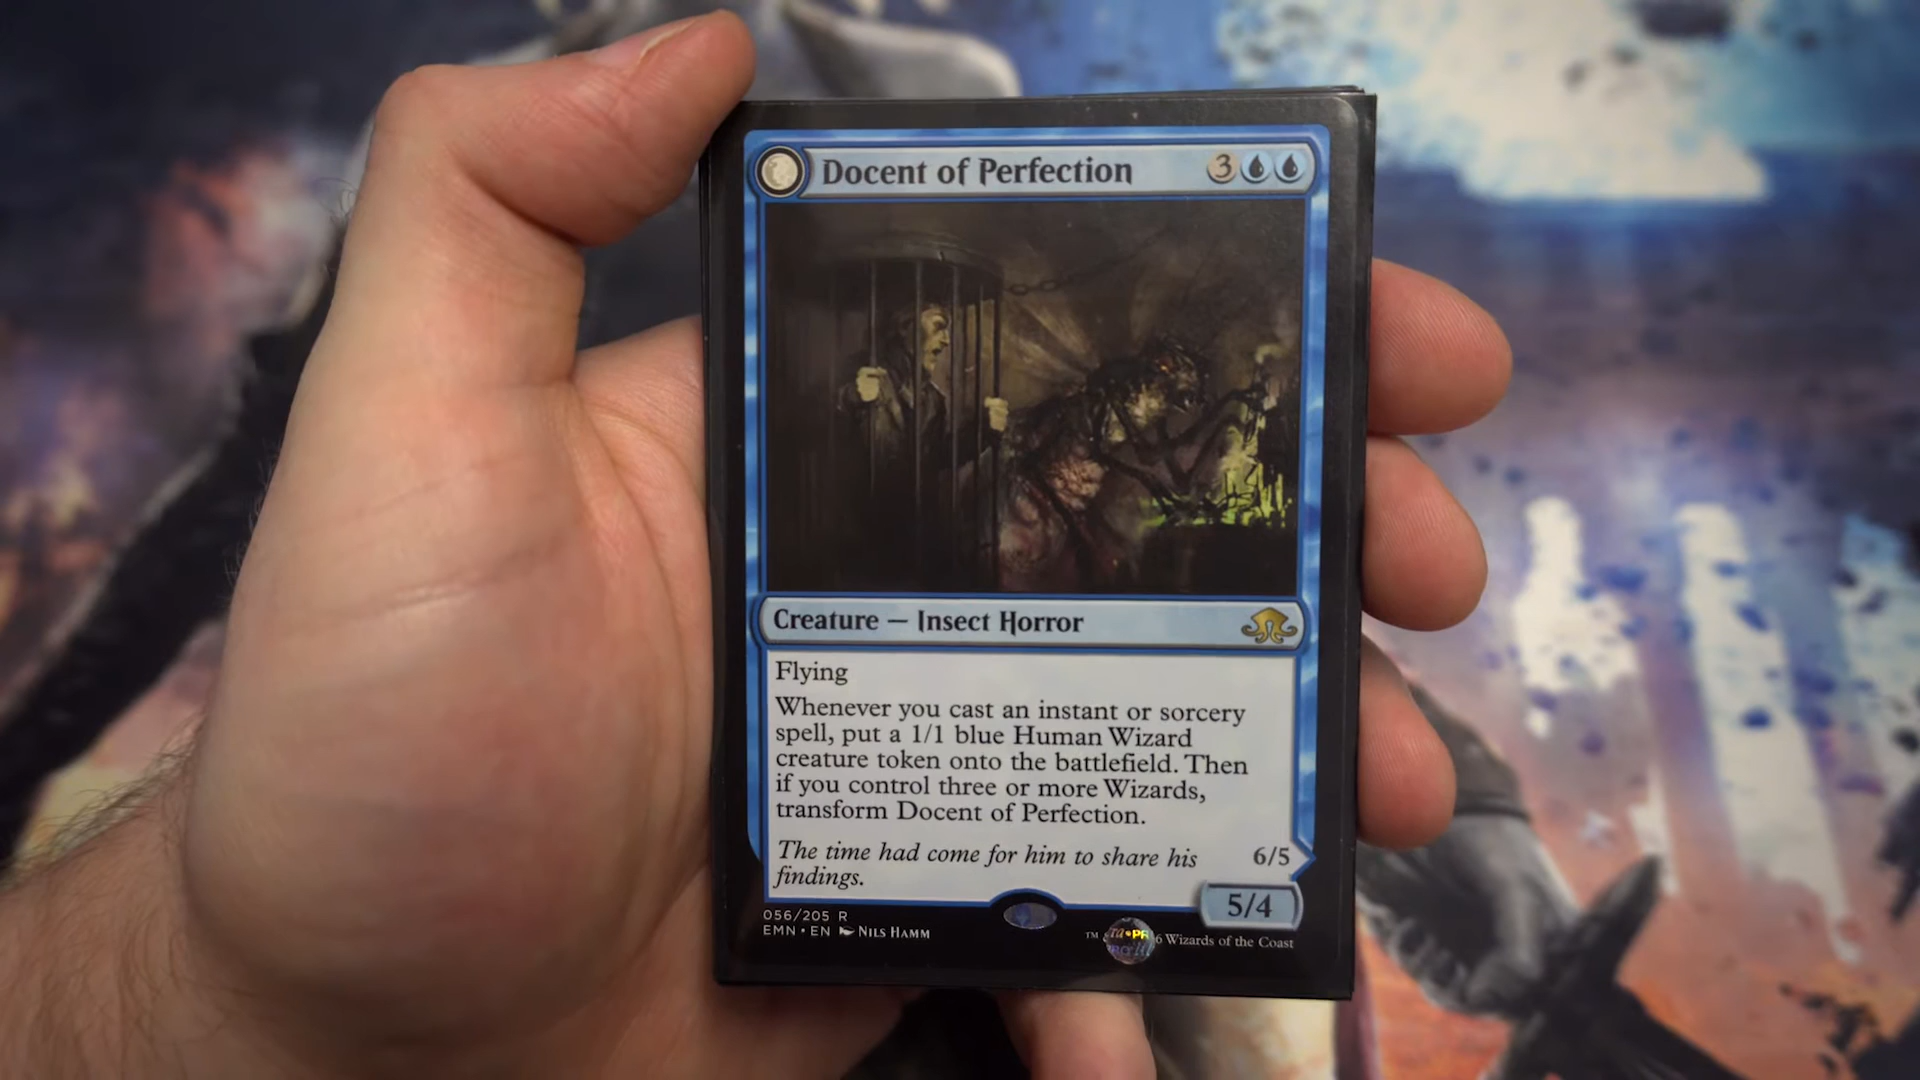 Docent of Perfection 3
Creature — Insect Horror
Flying
Whenever you cast an instant or sorcery
spell, put a 1/1 blue Human Wizard
creature token onto the battlefield. Then
if you control three or more Wizards,
transform Docent of Perfection.
The time had come for him to share his
findings.
6/5
5/4
056/205 R
EMN • EN NILS HAMM
™ 6 Wizards of the Coast